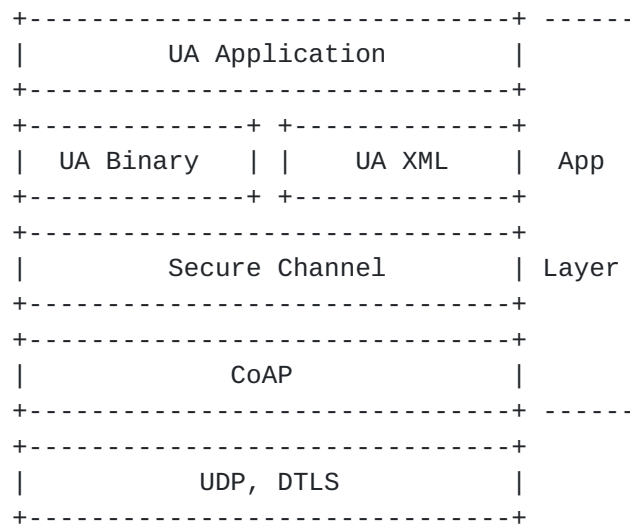 UA Application
UA Binary UA XML App
Secure Channel Layer
CoAP
UDP, DTLS